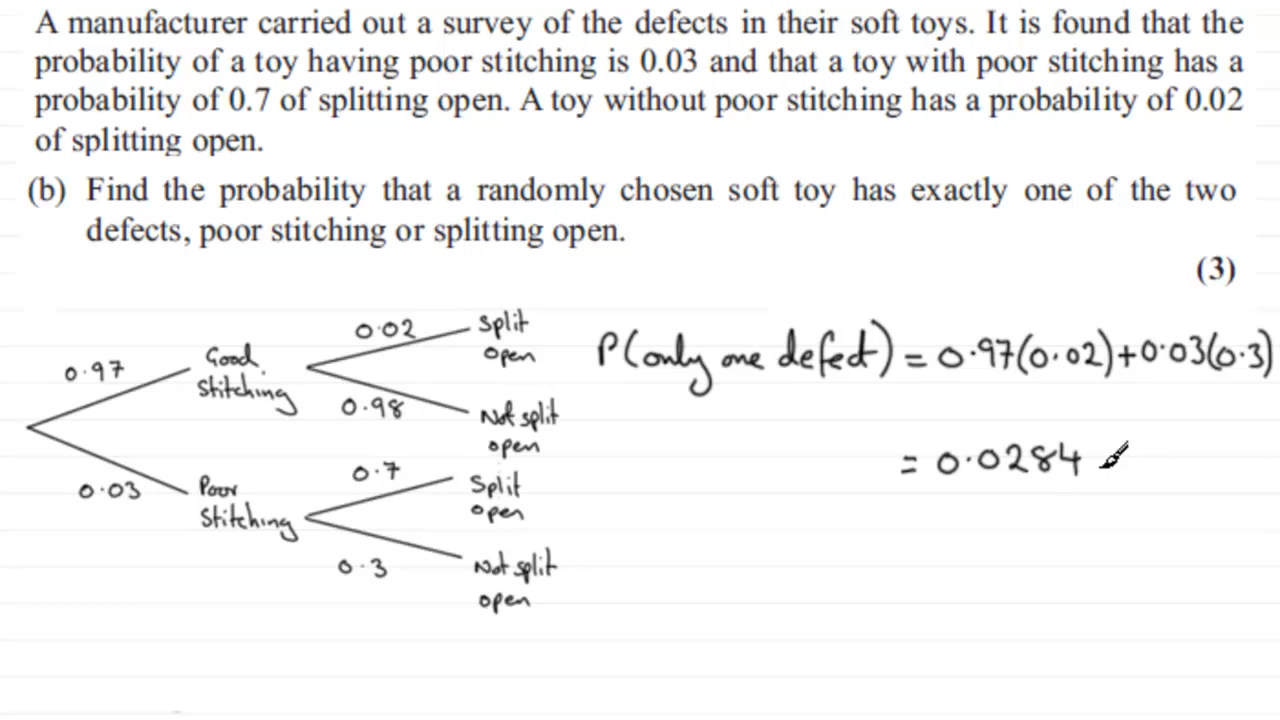 A manufacturer carried out a survey of the defects in their soft toys. It is found that the
probability of a toy having poor stitching is 0.03 and that a toy with poor stitching has a
probability of 0.7 of splitting open. A toy without poor stitching has a probability of 0.02
of splitting open.
(b) Find the probability that a randomly chosen soft toy has exactly one of the two
defects, poor stitching or splitting open.
(3)
0.97
Good
Stitching
0.02
Split
open
0.98
Not split
open
0.03
Poor
Stitching
0.7
Split
open
0.3
Not split
open
P(only one defect) = 0.97(0.02)+0.03(0.3)
= 0.0284